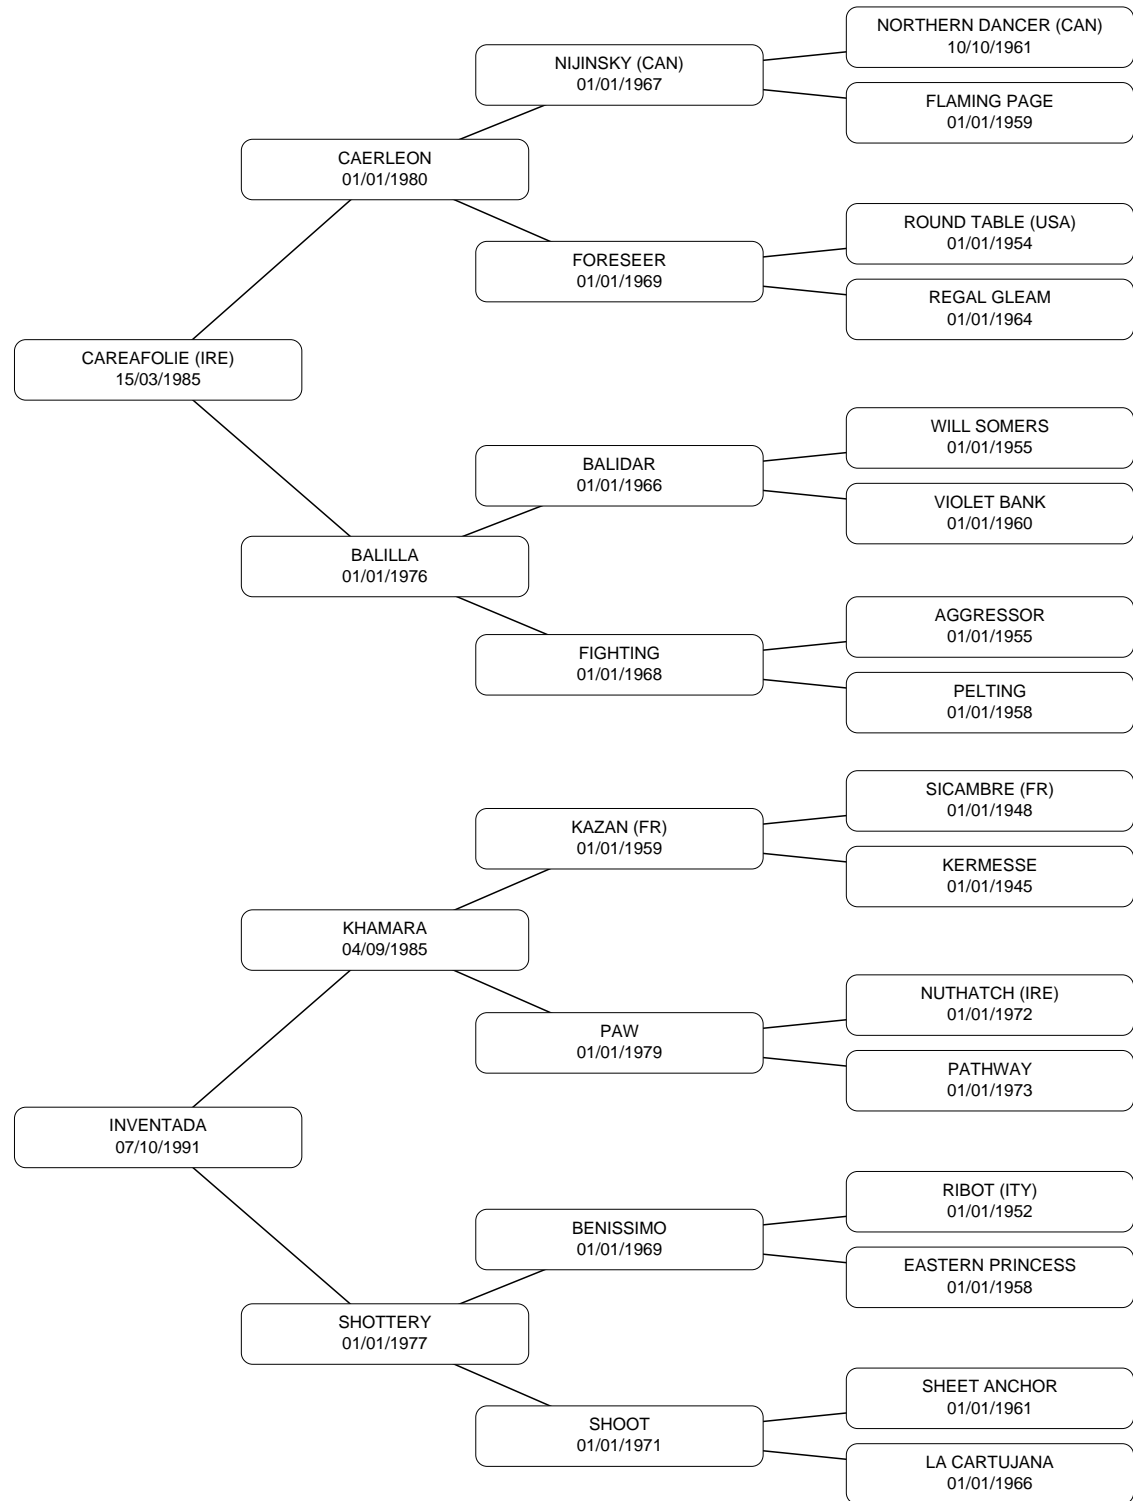 NORTHERN DANCER (CAN)
10/10/1961
NIJINSKY (CAN)
01/01/1967
FLAMING PAGE
01/01/1959
CAERLEON
01/01/1980
ROUND TABLE (USA)
01/01/1954
FORESEER
01/01/1969
REGAL GLEAM
01/01/1964
CAREAFOLIE (IRE)
15/03/1985
WILL SOMERS
01/01/1955
BALIDAR
01/01/1966
VIOLET BANK
01/01/1960
BALILLA
01/01/1976
AGGRESSOR
01/01/1955
FIGHTING
01/01/1968
PELTING
01/01/1958
SICAMBRE (FR)
01/01/1948
KAZAN (FR)
01/01/1959
KERMESSE
01/01/1945
KHAMARA
04/09/1985
NUTHATCH (IRE)
01/01/1972
PAW
01/01/1979
PATHWAY
01/01/1973
INVENTADA
07/10/1991
RIBOT (ITY)
01/01/1952
BENISSIMO
01/01/1969
EASTERN PRINCESS
01/01/1958
SHOTTERY
01/01/1977
SHEET ANCHOR
01/01/1961
SHOOT
01/01/1971
LA CARTUJANA
01/01/1966